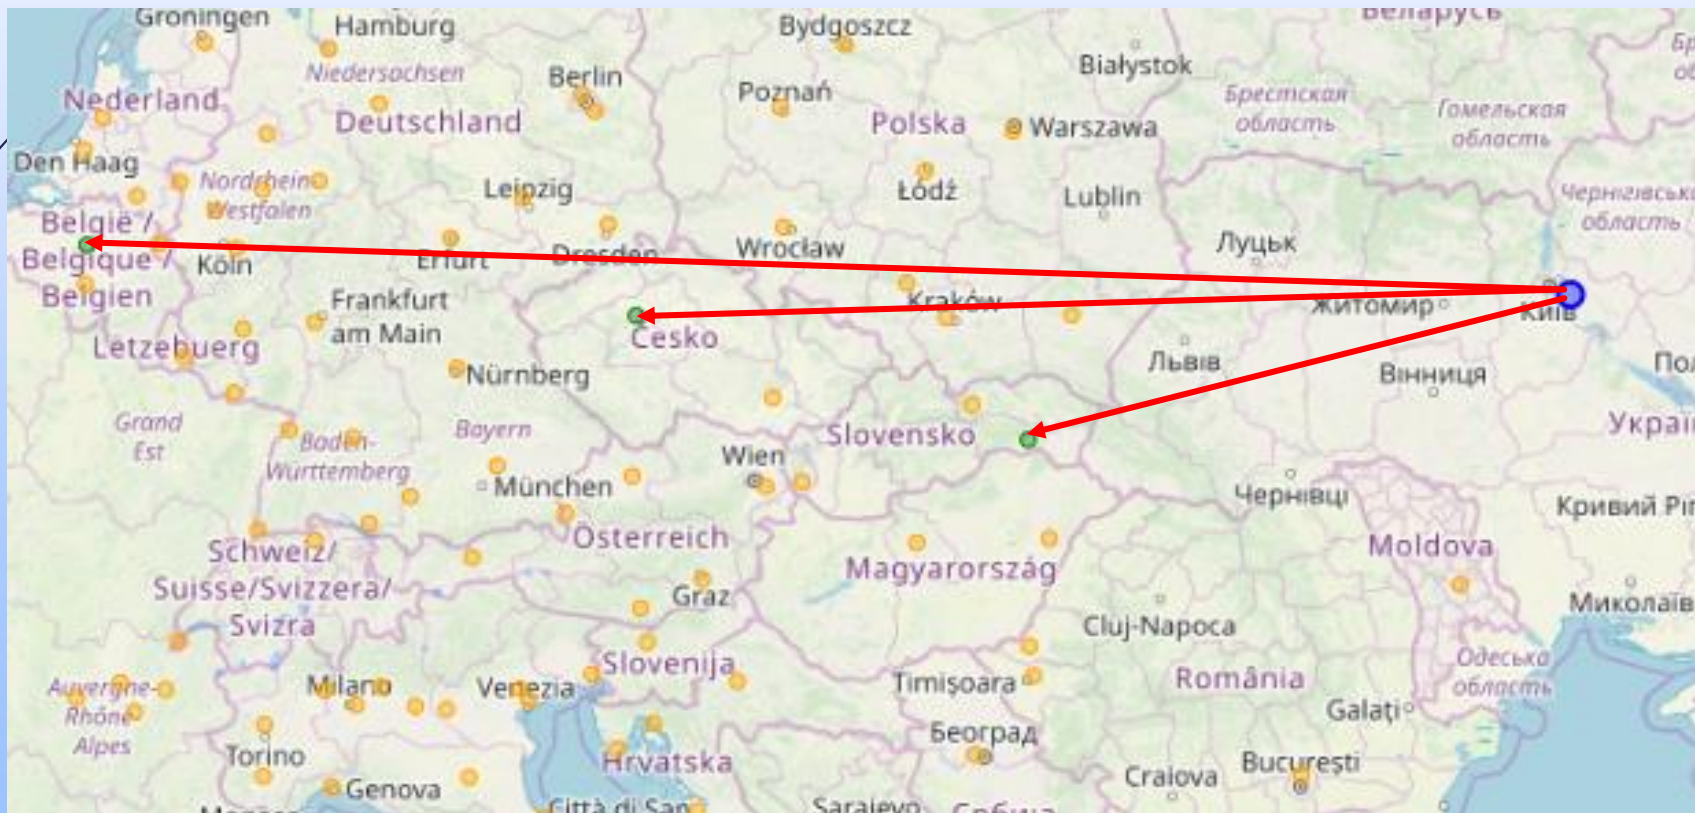 Groningen
Hamburg
Bydgoszcz
Беларусь
Białystok
Niedersachsen
Berlin
Poznań
Брестская
область
Гомельская
область
Nederland
Deutschland
Polska
Warszawa
Den Haag
Nordrhein-
Westfalen
Leipzig
Łódź
Lublin
België /
Belgique /
Belgien
Köln
Erfurt
Dresden
Wrocław
Луцьк
область
Frankfurt
am Main
Kraków
Житомир
Київ
Letzebuerg
Česko
Nürnberg
Львів
Вінниця
Grand
Est
Baden-
Württemberg
Bayern
Wien
Slovensko
München
Чернівці
Österreich
Magyarország
Moldova
Schweiz/
Suisse/Svizzera/
Svizra
Graz
Cluj-Napoca
Миколаїв
Slovenija
Одеська
область
Auvergne-
Rhône-
Alpes
Milano
Venezia
Timișoara
România
Galați
Torino
Београд
Hrvatska
Genova
Craiova
București
Città di San
Sarajevo